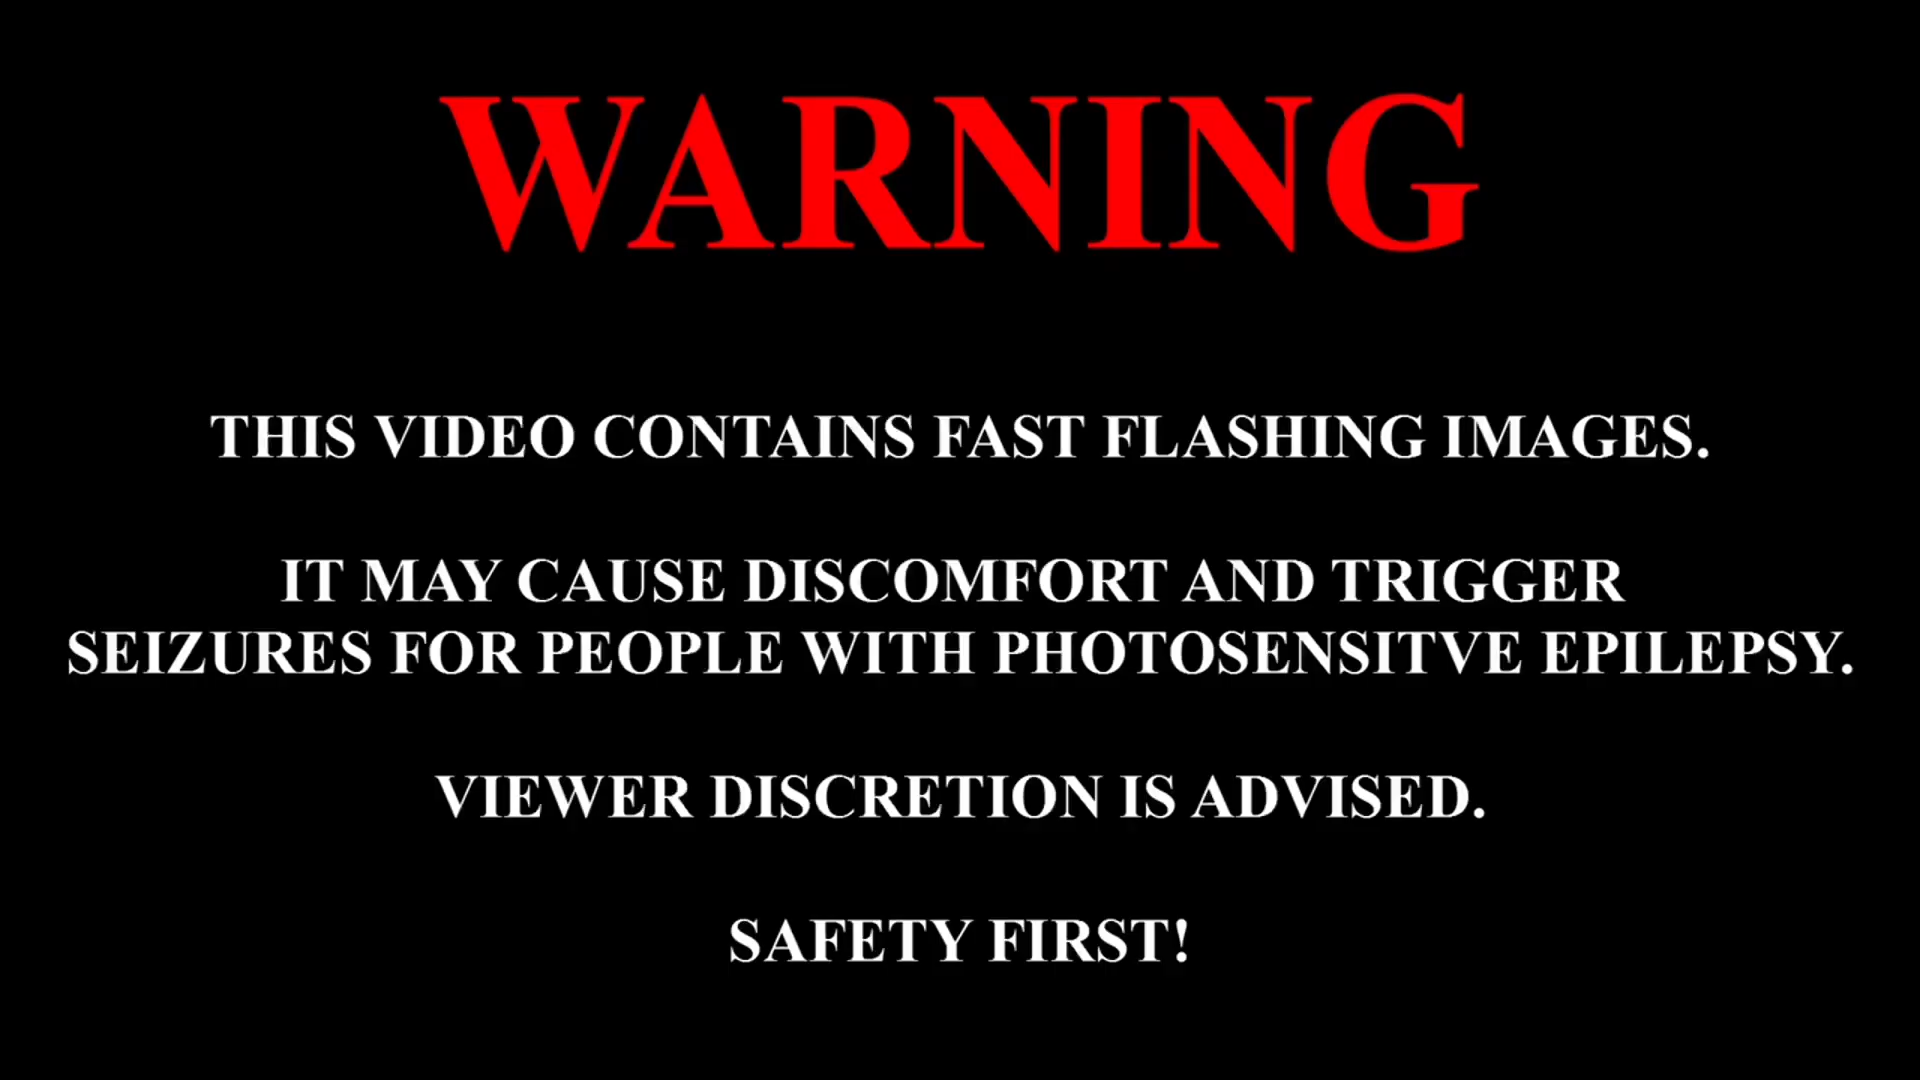 WARNING
THIS VIDEO CONTAINS FAST FLASHING IMAGES.
IT MAY CAUSE DISCOMFORT AND TRIGGER
SEIZURES FOR PEOPLE WITH PHOTOSENSITVE EPILEPSY.
VIEWER DISCRETION IS ADVISED.
SAFETY FIRST!